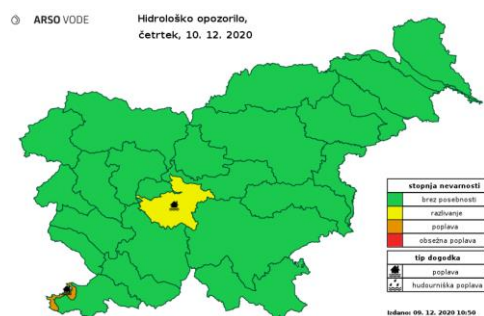 ARSO VODE
Hidrološko opozorilo,
četrtek, 10. 12. 2020
stopnja nevarnosti
brez posebnosti
razlivanje
poplava
obsežna poplava
tip dogodka
poplava
hudourniška poplava
Izdano: 09. 12. 2020 10:50